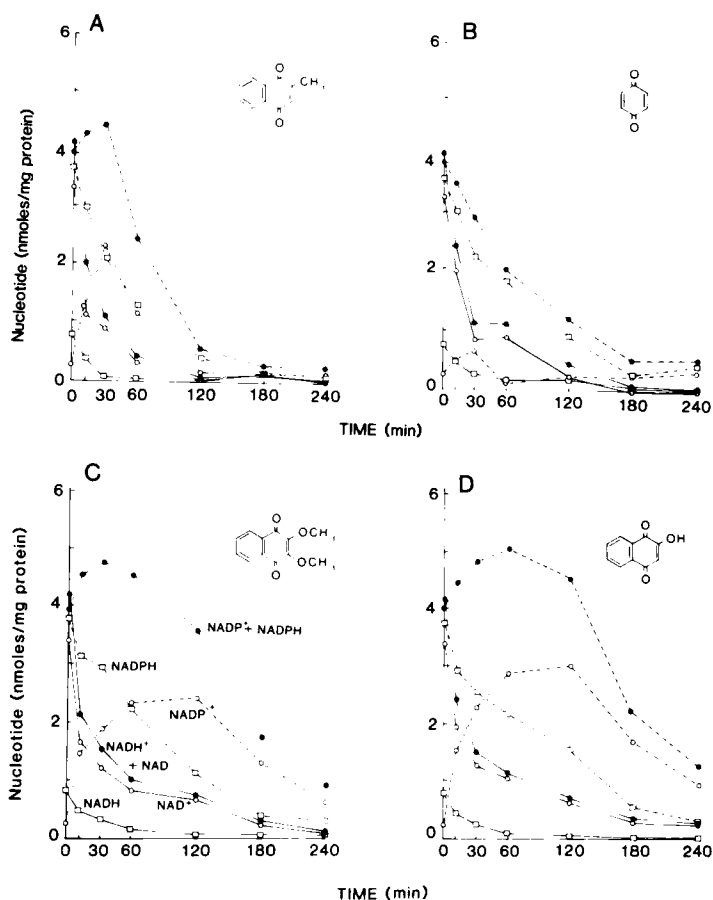 A
B
6
4
2
0
Nucleotide (nmoles/mg protein)
O
CH₃
O
0 30 60 120 180 240
6
4
2
0
O
O
0 30 60 120 180 240
TIME (min)
C
D
6
4
2
0
Nucleotide (nmoles/mg protein)
O
OCH₃
OCH₃
O
NADP⁺ + NADPH
NADPH
NADP⁺
NADH⁺
+ NAD
NAD⁺
NADH
0 30 60 120 180 240
6
4
2
0
O
OH
O
0 30 60 120 180 240
TIME (min)